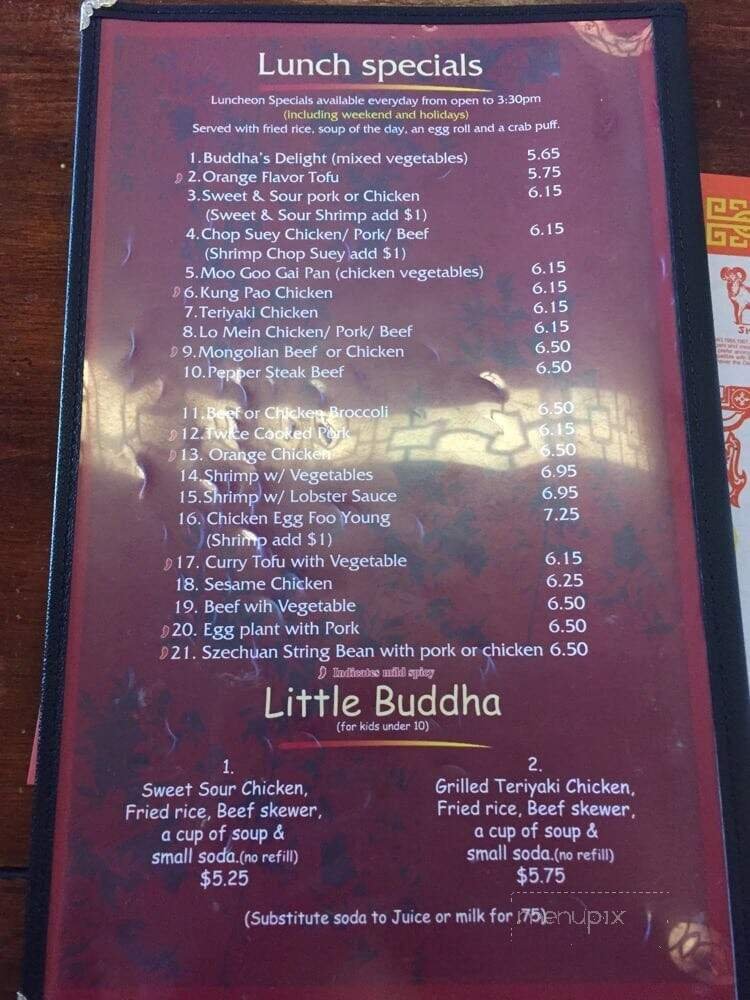 Lunch specials
Luncheon Specials available everyday from open to 3:30pm
(including weekend and holidays)
Served with fried rice, soup of the day, an egg roll and a crab puff.
1.Buddha's Delight (mixed vegetables) 5.65
2.Orange Flavor Tofu 5.75
3.Sweet & Sour pork or Chicken 6.15
(Sweet & Sour Shrimp add $1)
4.Chop Suey Chicken/ Pork/ Beef 6.15
(Shrimp Chop Suey add $1)
5.Moo Goo Gai Pan (chicken vegetables) 6.15
6.Kung Pao Chicken 6.15
7.Teriyaki Chicken 6.15
8.Lo Mein Chicken/ Pork/ Beef 6.15
9.Mongolian Beef or Chicken 6.50
10.Pepper Steak Beef 6.50
11.Beef or Chicken Broccoli 6.50
12.Twice Cooked Pork 6.15
13. Orange Chicken 6.50
14.Shrimp w/ Vegetables 6.95
15.Shrimp w/ Lobster Sauce 6.95
16. Chicken Egg Foo Young 7.25
(Shrimp add $1)
17. Curry Tofu with Vegetable 6.15
18. Sesame Chicken 6.25
19. Beef wih Vegetable 6.50
20. Egg plant with Pork 6.50
21. Szechuan String Bean with pork or chicken 6.50
Indicates mild spicy
Little Buddha
(for kids under 10)
1.
Sweet Sour Chicken,
Fried rice, Beef skewer,
a cup of soup &
small soda.(no refill)
$5.25
2.
Grilled Teriyaki Chicken,
Fried rice, Beef skewer,
a cup of soup &
small soda.(no refill)
$5.75
(Substitute soda to Juice or milk for .75)
menupix